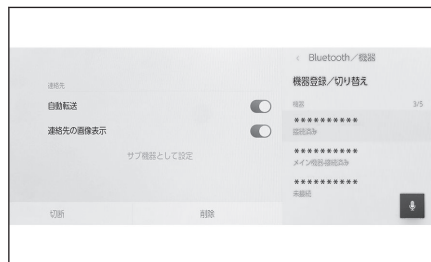 ‹ Bluetooth／機器
機器登録／切り替え
連絡先
自動転送
連絡先の画像表示
サブ機器として設定
切断
削除
機器 3/5
**********
接続済み
**********
メイン機器接続済み
**********
未接続